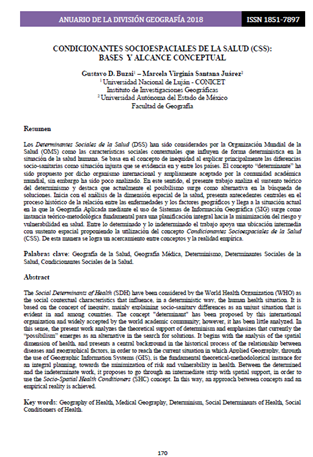 ANUARIO DE LA DIVISIÓN GEOGRAFÍA 2018 ISSN 1851-7897
CONDICIONANTES SOCIOESPACIALES DE LA SALUD (CSS):
BASES Y ALCANCE CONCEPTUAL
Gustavo D. Buzai¹ – Marcela Virginia Santana Juárez²
¹ Universidad Nacional de Luján - CONICET
Instituto de Investigaciones Geográficas
² Universidad Autónoma del Estado de México
Facultad de Geografía
Resumen
Los Determinantes Sociales de la Salud (DSS) han sido considerados por la Organización Mundial de la
Salud (OMS) como las características sociales contextuales que influyen de forma determinística en la
situación de la salud humana. Se basa en el concepto de inequidad al explicar principalmente las diferencias
socio-sanitarias como situación injusta que se evidencia en y entre los países. El concepto "determinante" ha
sido propuesto por dicho organismo internacional y ampliamente aceptado por la comunidad académica
mundial, sin embargo ha sido poco analizado. En este sentido, el presente trabajo analiza el sustento teórico
del determinismo y destaca que actualmente el posibilismo surge como alternativa en la búsqueda de
soluciones. Inicia con el análisis de la dimensión espacial de la salud, presenta antecedentes centrales en el
proceso histórico de la relación entre las enfermedades y los factores geográficos y llega a la situación actual
en la que la Geografía Aplicada mediante el uso de Sistemas de Información Geográfica (SIG) surge como
instancia teórico-metodológica fundamental para una planificación integral hacia la minimización del riesgo y
vulnerabilidad en salud. Entre lo determinado y lo indeterminado el trabajo apoya una ubicación intermedia
con sustento espacial proponiendo la utilización del concepto Condicionantes Socioespaciales de la Salud
(CSS). De esta manera se logra un acercamiento entre conceptos y la realidad empírica.
Palabras clave: Geografía de la Salud, Geografía Médica, Determinismo, Determinantes Sociales de la
Salud, Condicionantes Sociales de la Salud.
Abstract
The Social Determinants of Health (SDH) have been considered by the World Health Organization (WHO) as
the social contextual characteristics that influence, in a deterministic way, the human health situation. It is
based on the concept of inequity, mainly explaining socio-sanitary differences as an unjust situation that is
evident in and among countries. The concept "determinant" has been proposed by this international
organization and widely accepted by the world academic community; however, it has been little analyzed. In
this sense, the present work analyzes the theoretical support of determinism and emphasizes that currently the
"possibilism" emerges as an alternative in the search for solutions. It begins with the analysis of the spatial
dimension of health, and presents a central background in the historical process of the relationship between
diseases and geographical factors, in order to reach the current situation in which Applied Geography, through
the use of Geographic Information Systems (GIS), is the fundamental theoretical-methodological instance for
an integral planning, towards the minimization of risk and vulnerability in health. Between the determined
and the indeterminate work, it proposes to go through an intermediate strip with spatial support, in order to
use the Socio-Spatial Health Conditioners (SHC) concept. In this way, an approach between concepts and an
empirical reality is achieved.
Key words: Geography of Health, Medical Geography, Determinism, Social Determinants of Health, Social
Conditioners of Health.
170